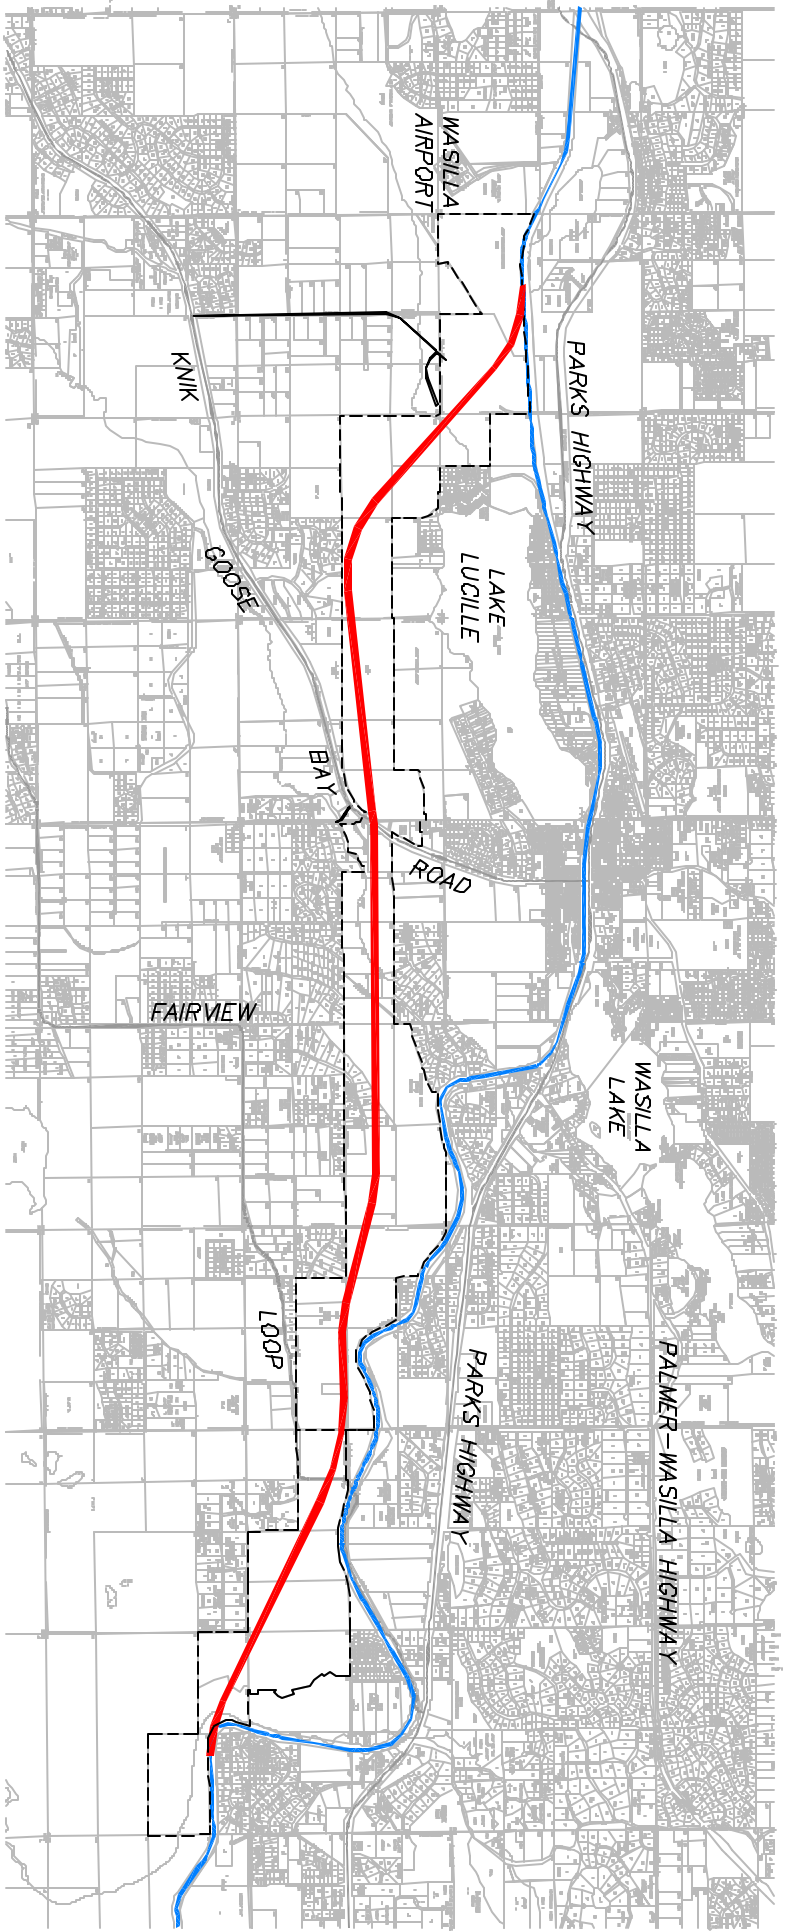 WASILLA
AIRPORT
PARKS HIGHWAY
KNIK
GOOSE
BAY
ROAD
LAKE
LUCILLE
FAIRVIEW
LOOP
WASILLA
LAKE
PARKS HIGHWAY
PALMER-WASILLA HIGHWAY